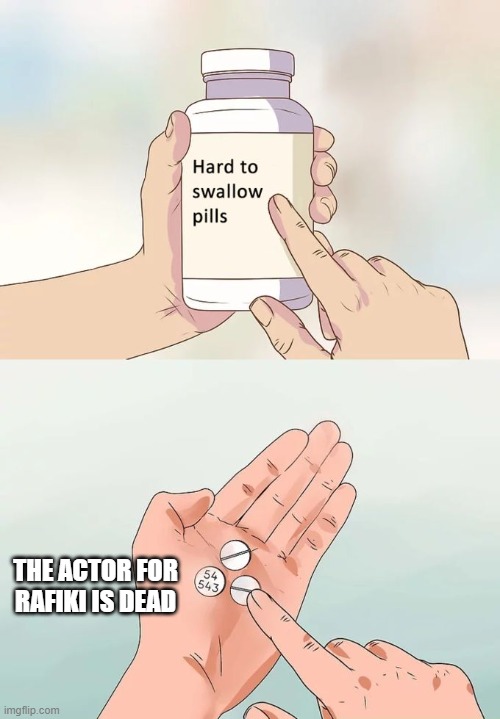 Hard to
swallow
pills
THE ACTOR FOR
RAFIKI IS DEAD
54
543
imgflip.com